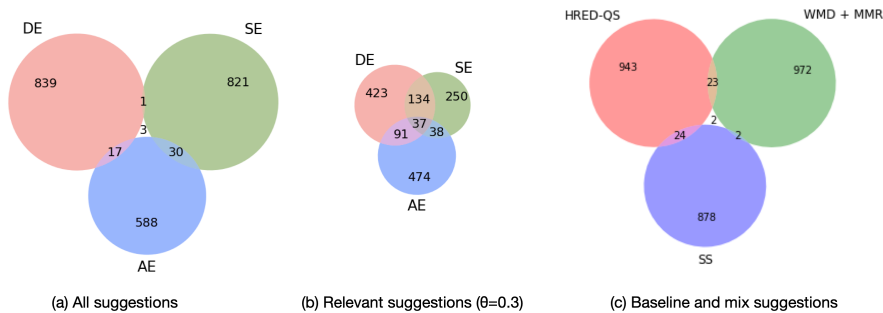 DE
SE
839
821
1
3
17
30
588
AE
(a) All suggestions
DE
SE
423
134
250
37
91
38
474
AE
(b) Relevant suggestions (θ=0.3)
HRED-QS
WMD + MMR
943
23
972
2
24
2
878
SS
(c) Baseline and mix suggestions